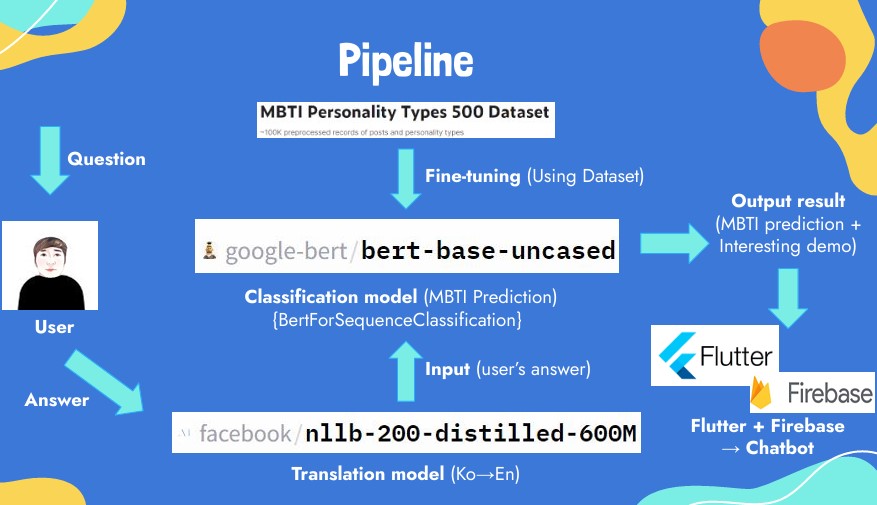 Pipeline
MBTI Personality Types 500 Dataset
~100K preprocessed records of posts and personality types
Question
Fine-tuning (Using Dataset)
google-bert/bert-base-uncased
Classification model (MBTI Prediction)
{BertForSequenceClassification}
Output result
(MBTI prediction +
Interesting demo)
User
Input (user's answer)
Answer
facebook/nllb-200-distilled-600M
Translation model (Ko→En)
Flutter
Firebase
Flutter + Firebase
→ Chatbot